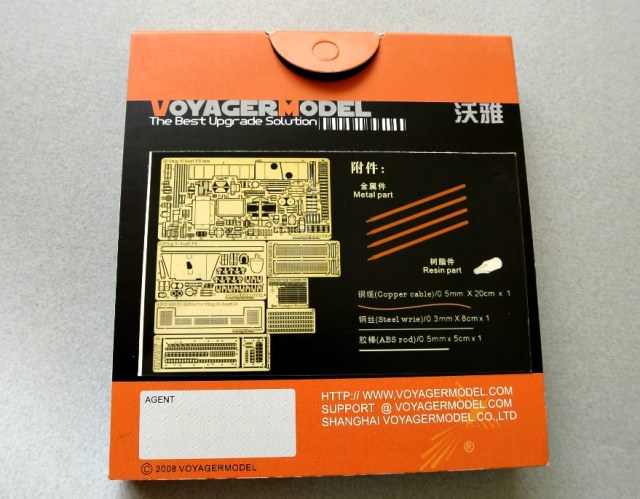 VOYAGERMODEL
The Best Upgrade Solution
沃雅
附件：
金属件
Metal part
树脂件
Resin part
铜缆(Copper cable)/0.5mm X 20cm x 1
钢丝(Steel wrie)/0.3mm X 8cm x 1
胶棒(ABS rod)/0.5mm x 5cm x 1
AGENT
HTTP:// WWW.VOYAGERMODEL.COM
SUPPORT @ VOYAGERMODEL.COM
SHANGHAI VOYAGERMODEL CO.,LTD
®
© 2008 VOYAGERMODEL